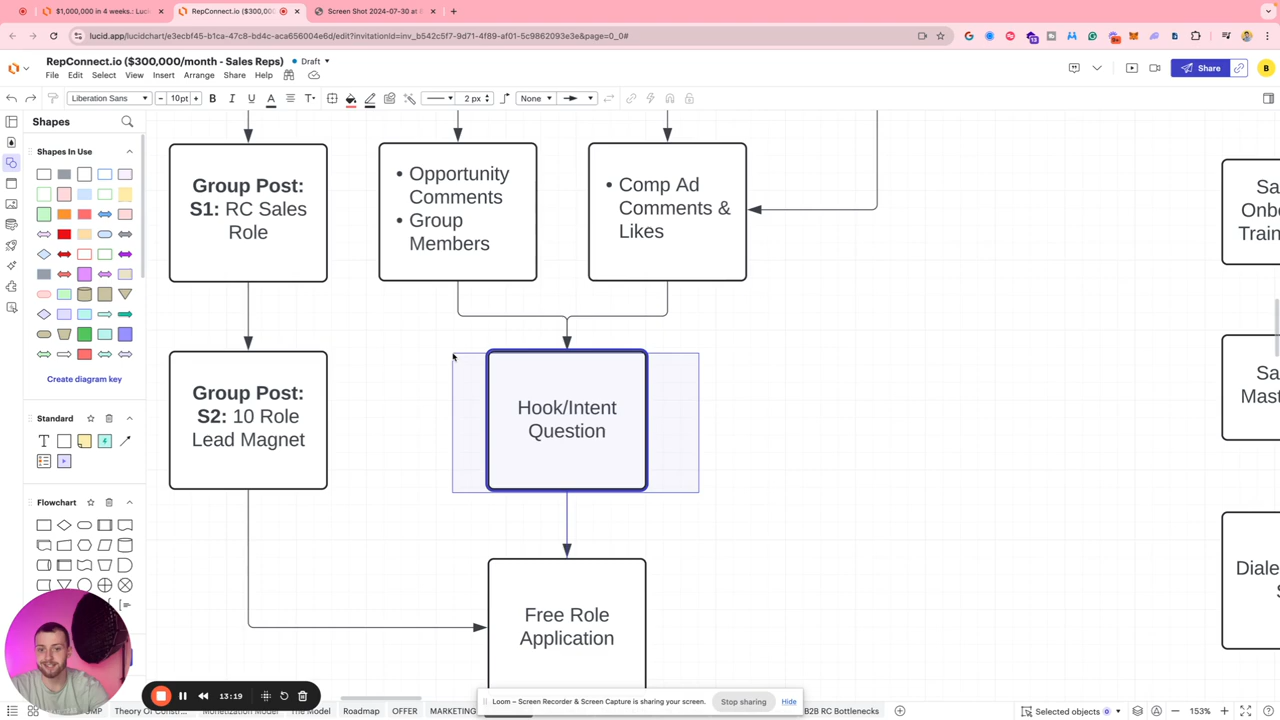 $1,000,000 in 4 weeks.:
RepConnect.io ($300,000
Screen Shot 2024-07-30 at 8
lucid.app/lucidchart/e3ecbf45-b1ca-47c8-bd4c-aca656004e6d/edit?invitationId=inv_b542c5f7-9d71-4f89-af01-5c9862093e3e&page=0_0#
RepConnect.io ($300,000/month - Sales Reps)
Draft
File Edit Select View Insert Arrange Share Help
Share
B
Liberation Sans
10pt
B I U A T
2 px
None
Shapes
Shapes In Use
Create diagram key
Standard
T
Flowchart
Group Post:
S1: RC Sales
Role
• Opportunity
Comments
• Group
Members
• Comp Ad
Comments &
Likes
Group Post:
S2: 10 Role
Lead Magnet
Hook/Intent
Question
Free Role
Application
Sa
Onbo
Train
Sa
Mast
Diale
S
13:19
Loom – Screen Recorder & Screen Capture is sharing your screen.
Stop sharing
Hide
Theory Of Constr
Monetization Model
The Model
Roadmap
OFFER
MARKETING
B2B RC Bottlenecks
Selected objects 0
153%